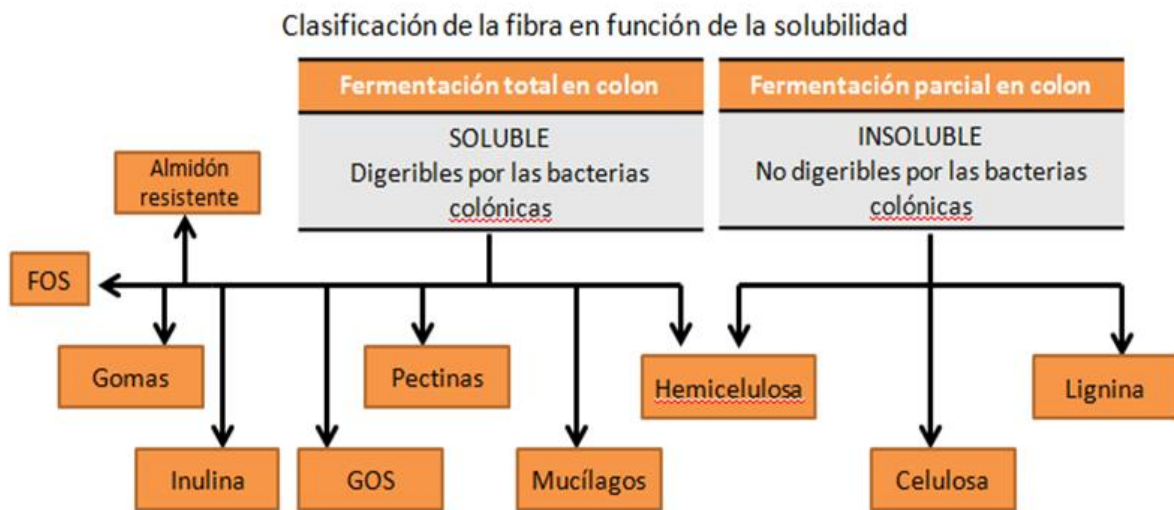 Clasificación de la fibra en función de la solubilidad
Fermentación total en colon
SOLUBLE
Digeribles por las bacterias
colónicas
Fermentación parcial en colon
INSOLUBLE
No digeribles por las bacterias
colónicas
Almidón
resistente
FOS
Gomas
Pectinas
Hemicelulosa
Lignina
Inulina
GOS
Mucílagos
Celulosa